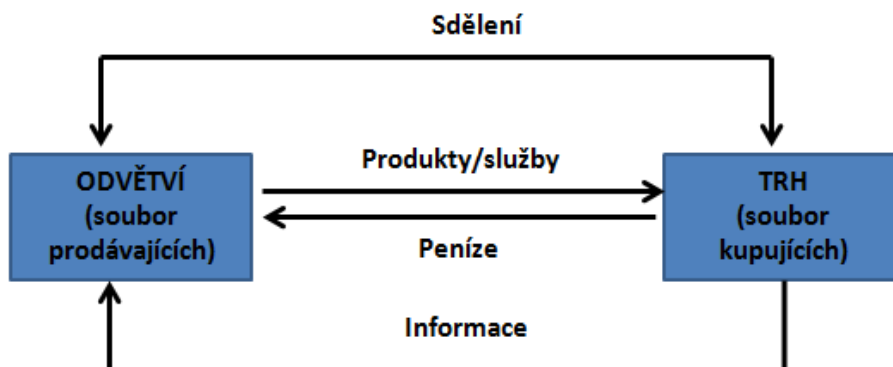 Sdělení
ODVĚTVÍ
(soubor
prodávajících)
Produkty/služby
Peníze
TRH
(soubor
kupujících)
Informace